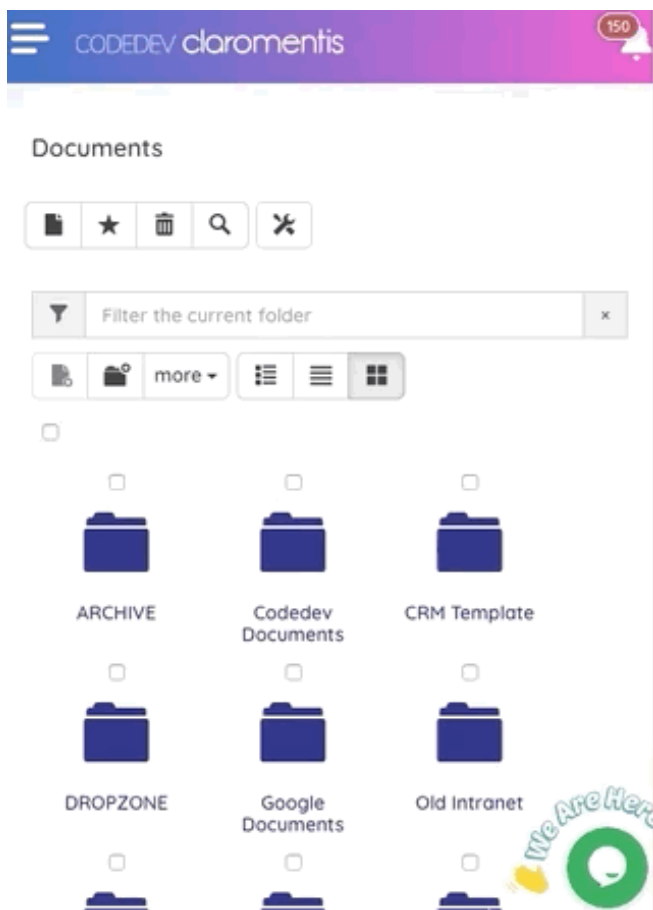 CODEDEV claromentis
150
Documents
Filter the current folder
×
more
ARCHIVE
Codedev
Documents
CRM Template
DROPZONE
Google
Documents
Old Intranet
We Are Here